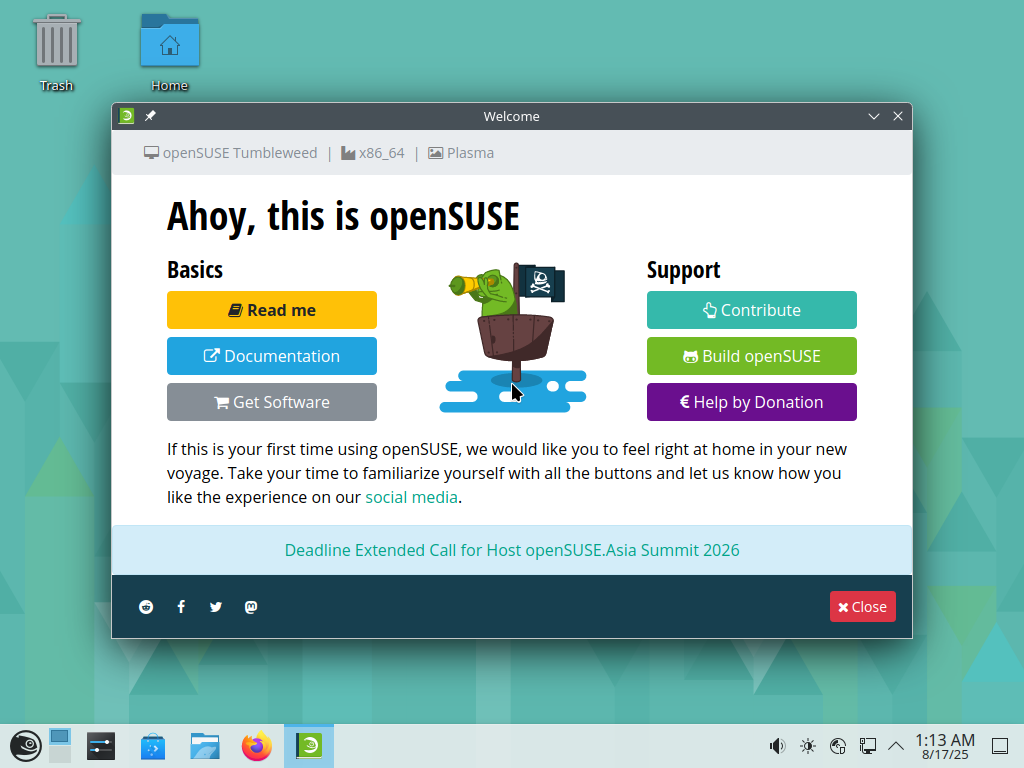 Trash
Home
Welcome
openSUSE Tumbleweed | x86_64 | Plasma
Ahoy, this is openSUSE
Basics
Read me
Documentation
Get Software
Support
Contribute
Build openSUSE
€ Help by Donation
If this is your first time using openSUSE, we would like you to feel right at home in your new
voyage. Take your time to familiarize yourself with all the buttons and let us know how you
like the experience on our social media.
Deadline Extended Call for Host openSUSE.Asia Summit 2026
Close
1:13 AM
8/17/25